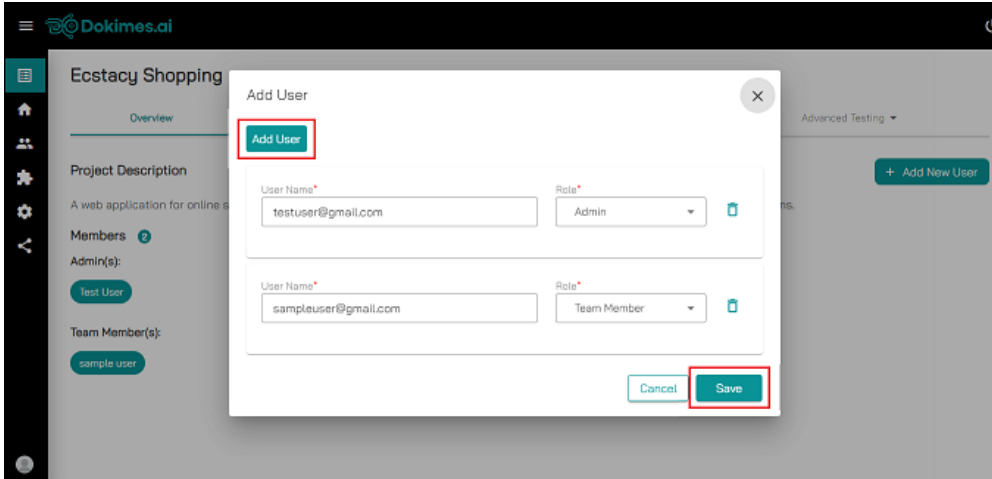 Dokimes.ai
Ecstacy Shopping
Overview
Advanced Testing
Project Description
+ Add New User
A web application for online s
ns.
Members 2
Admin(s):
Test User
Team Member(s):
sample user
Add User
Add User
User Name*
Role*
testuser@gmail.com
Admin
User Name*
Role*
sampleuser@gmail.com
Team Member
Cancel
Save